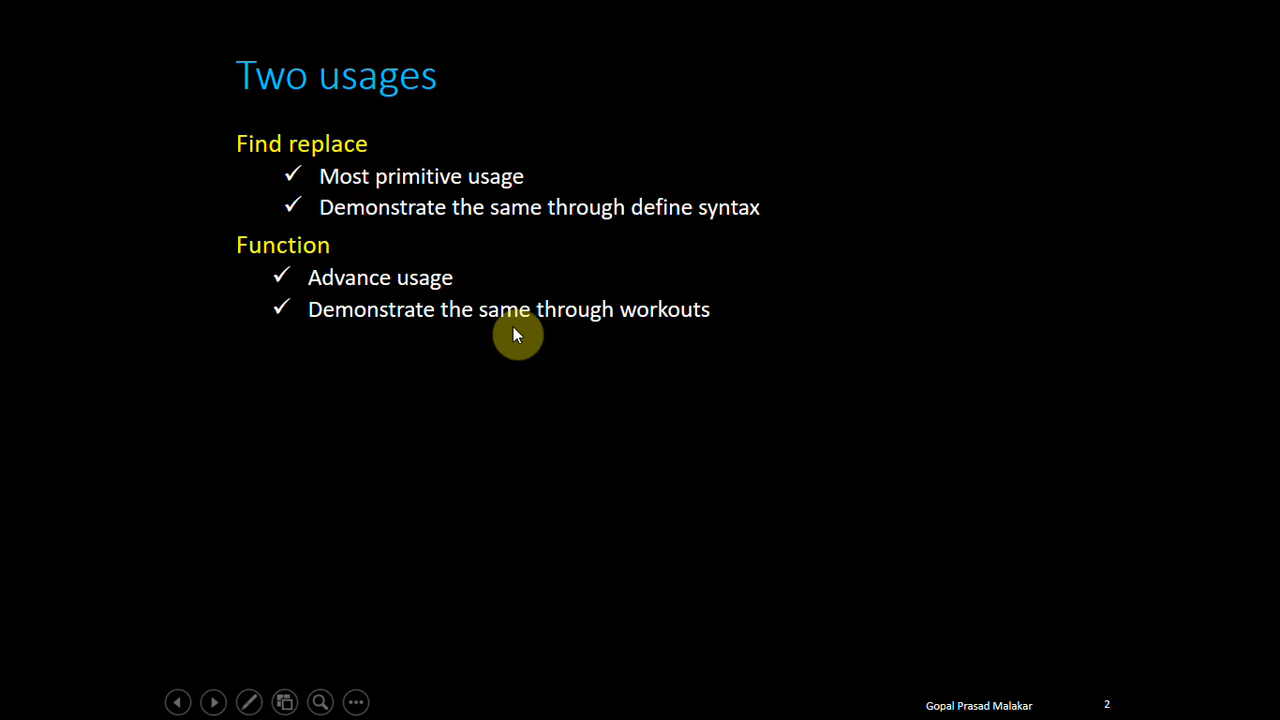 Two usages
Find replace
✓ Most primitive usage
✓ Demonstrate the same through define syntax
Function
✓ Advance usage
✓ Demonstrate the same through workouts
Gopal Prasad Malakar
2